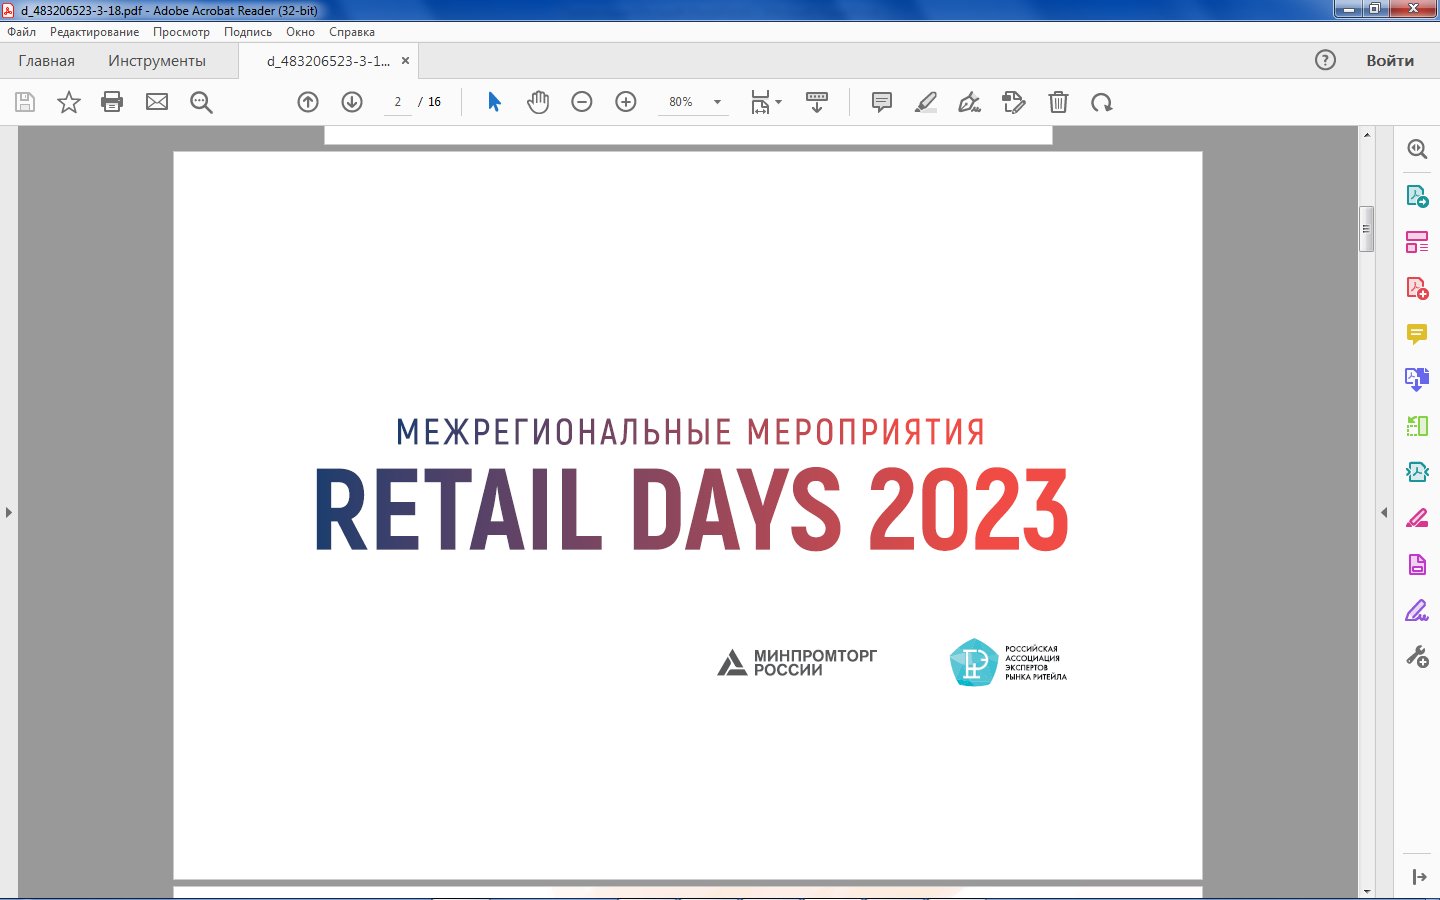 d_483206523-3-18.pdf - Adobe Acrobat Reader (32-bit)
Файл Редактирование Просмотр Подпись Окно Справка
Главная Инструменты d_483206523-3-1... × Войти
2 / 16 80%
МЕЖРЕГИОНАЛЬНЫЕ МЕРОПРИЯТИЯ
RETAIL DAYS 2023
МИНПРОМТОРГ
РОССИИ
РОССИЙСКАЯ
АССОЦИАЦИЯ
ЭКСПЕРТОВ
РЫНКА РИТЕЙЛА